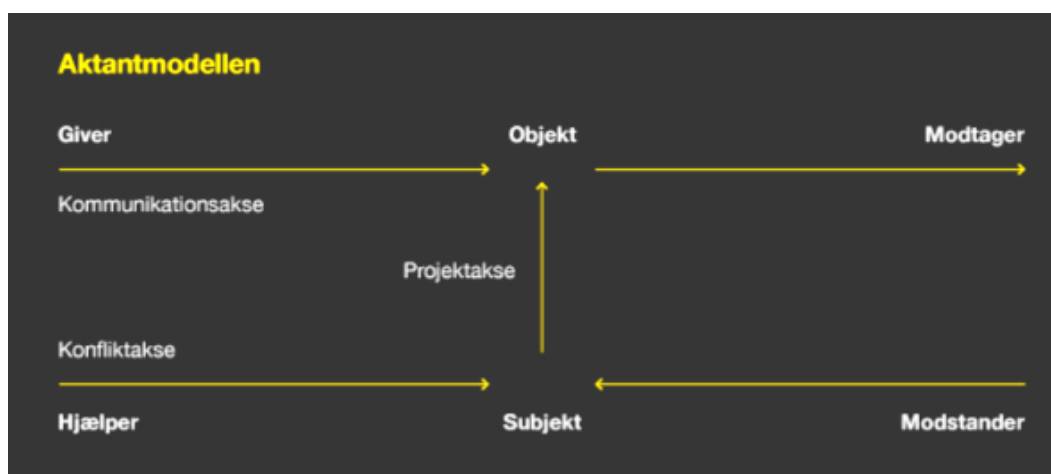 Aktantmodellen
Giver Objekt Modtager
Kommunikationsakse
Projektakse
Konfliktakse
Hjælper Subjekt Modstander